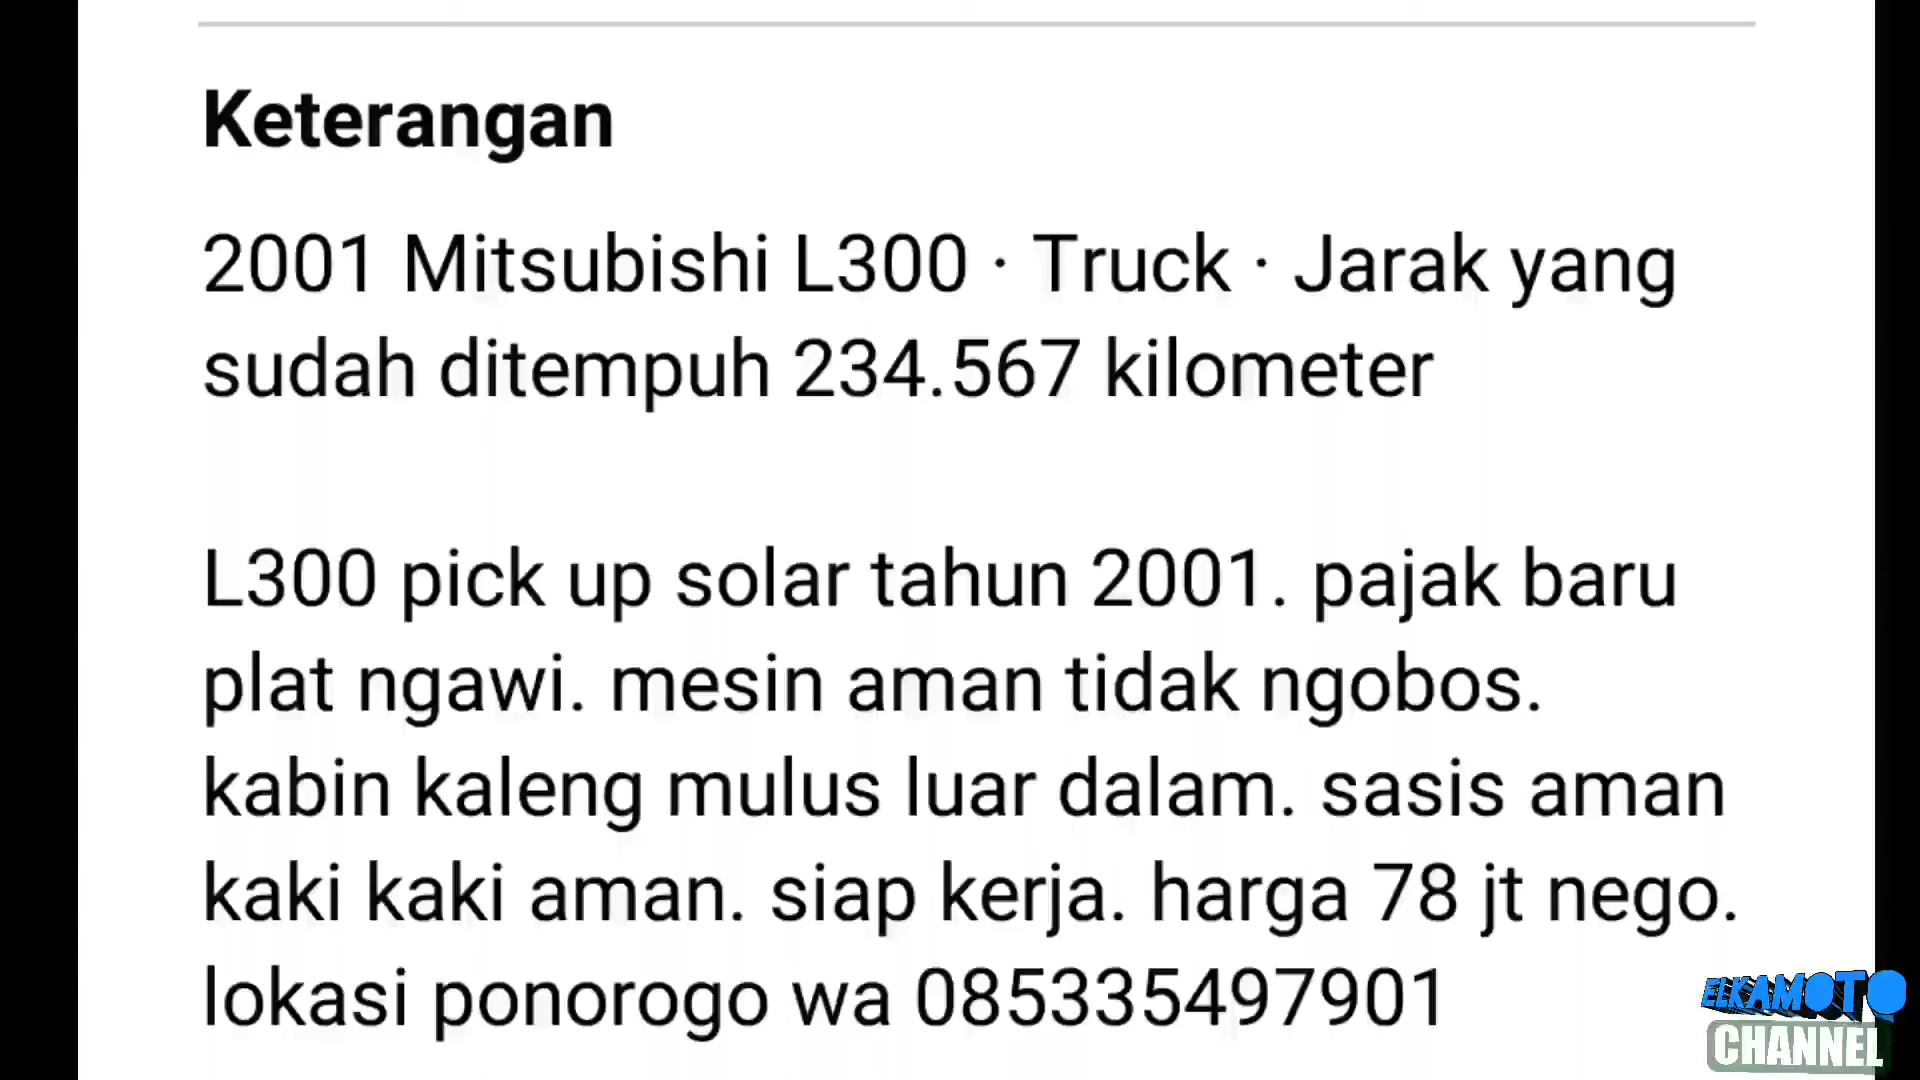 Keterangan
2001 Mitsubishi L300 · Truck · Jarak yang
sudah ditempuh 234.567 kilometer
L300 pick up solar tahun 2001. pajak baru
plat ngawi. mesin aman tidak ngobos.
kabin kaleng mulus luar dalam. sasis aman
kaki kaki aman. siap kerja. harga 78 jt nego.
lokasi ponorogo wa 085335497901
ELKAMOTO
CHANNEL